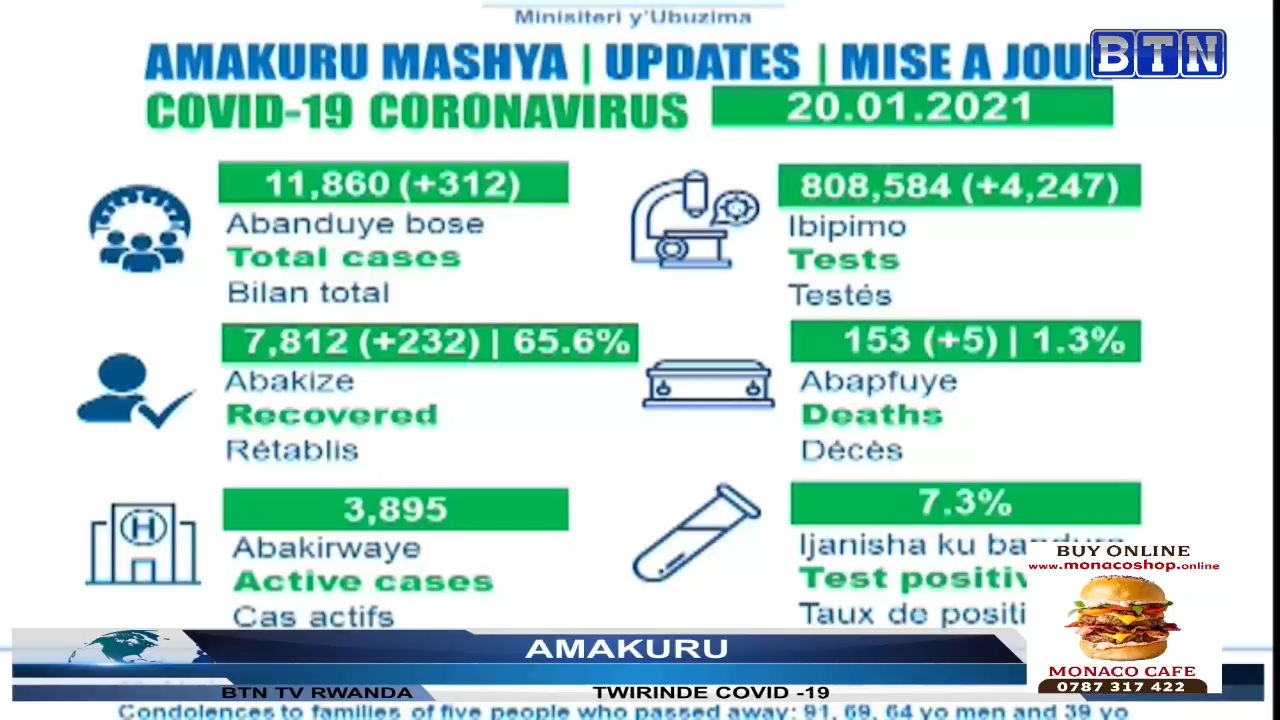 Minisiteri y'Ubuzima
AMAKURU MASHYA | UPDATES | MISE A JOU
BTN
COVID-19 CORONAVIRUS 20.01.2021
11,860 (+312)
Abanduye bose
Total cases
Bilan total
808,584 (+4,247)
Ibipimo
Tests
Testés
7,812 (+232) | 65.6%
Abakize
Recovered
Rétablis
153 (+5) | 1.3%
Abapfuye
Deaths
Décès
3,895
Abakirwaye
Active cases
Cas actifs
7.3%
Ijanisha ku
Test
Taux de
H
BUY ONLINE
www.monacoshop.online
MONACO CAFE
0787 317 422
AMAKURU
BTN TV RWANDA TWIRINDE COVID -19
Condolences to families of five people who passed away: 91, 69, 64 yo men and 39 yo